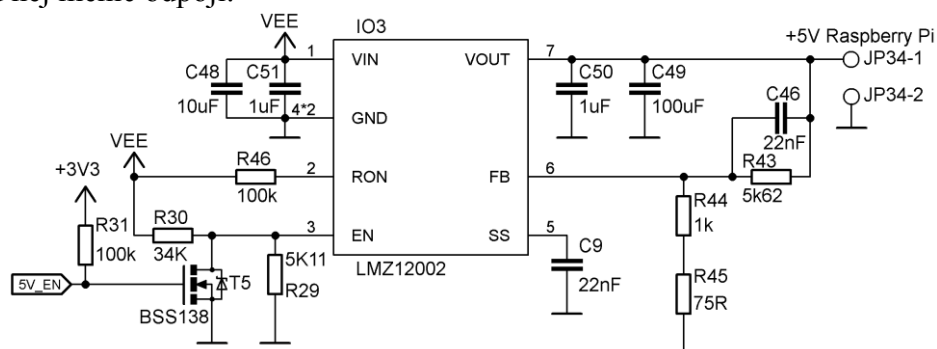 VEE
IO3
+5V Raspberry Pi
1
VIN
VOUT
7
JP34-1
C48
C51
C50
C49
C46
JP34-2
10uF
1uF
4*2
GND
1uF
100uF
22nF
VEE
R46
2
RON
FB
6
R43
+3V3
100k
5k62
R44
1k
R31
100k
R30
34K
3
EN
SS
5
C9
5K11
LMZ12002
22nF
R45
75R
5V_EN
T5
R29
BSS138